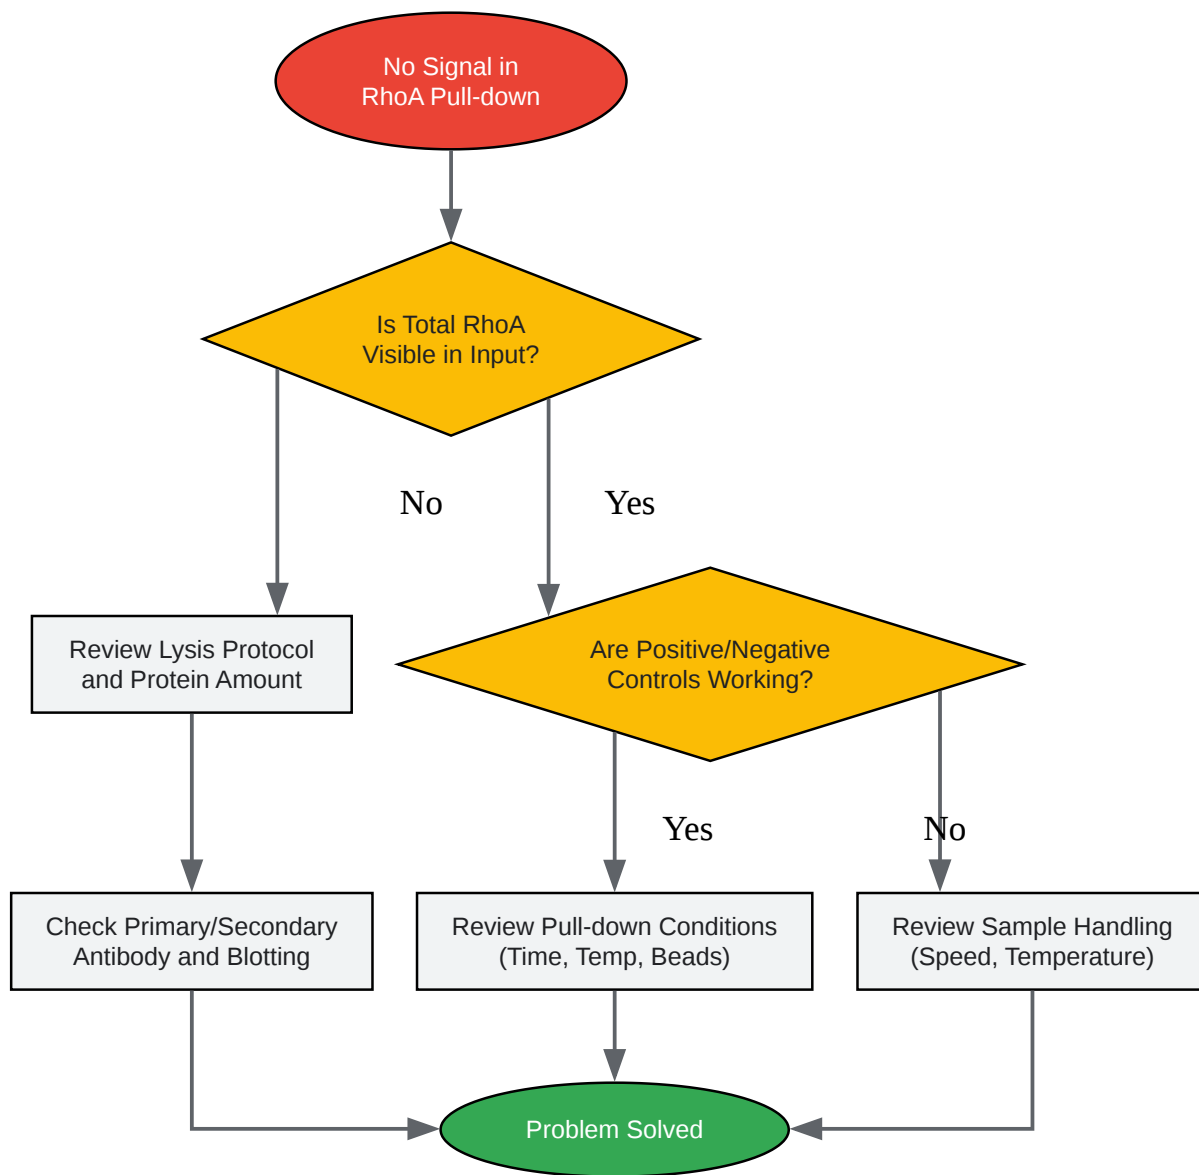 No Signal in
RhoA Pull-down
Is Total RhoA
Visible in Input?
No
Yes
Review Lysis Protocol
and Protein Amount
Are Positive/Negative
Controls Working?
Yes
No
Check Primary/Secondary
Antibody and Blotting
Review Pull-down Conditions
(Time, Temp, Beads)
Review Sample Handling
(Speed, Temperature)
Problem Solved